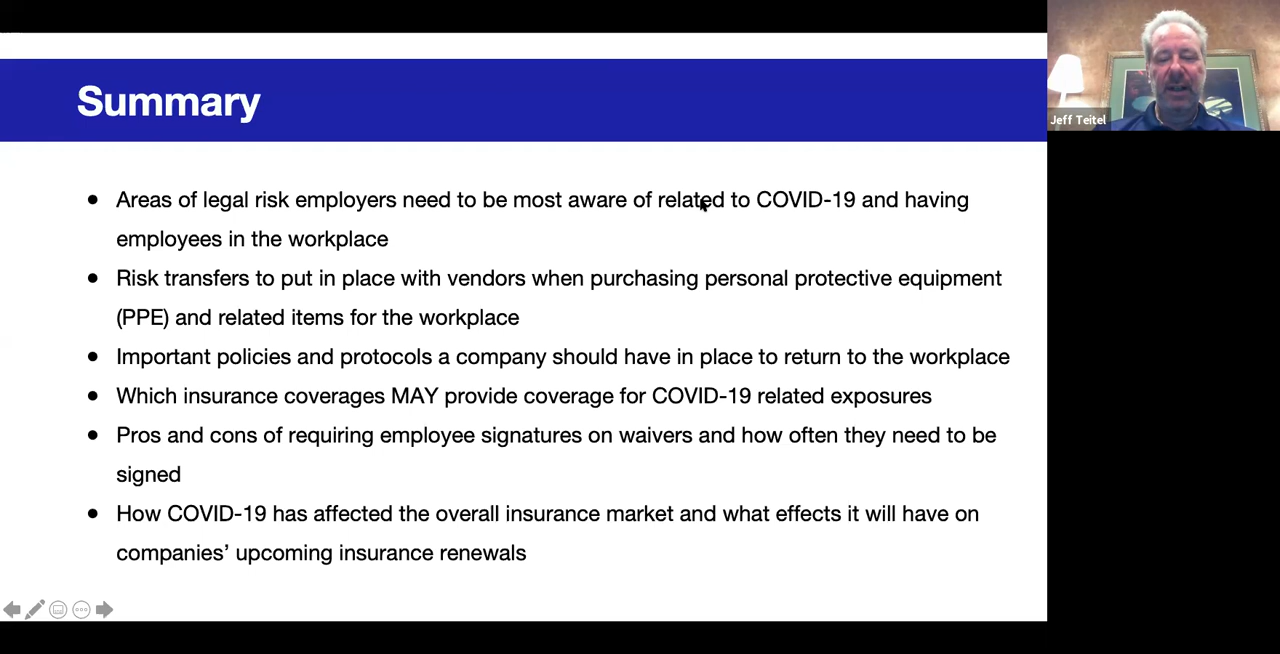 Summary
Jeff Teitel
● Areas of legal risk employers need to be most aware of related to COVID-19 and having
employees in the workplace
● Risk transfers to put in place with vendors when purchasing personal protective equipment
(PPE) and related items for the workplace
● Important policies and protocols a company should have in place to return to the workplace
● Which insurance coverages MAY provide coverage for COVID-19 related exposures
● Pros and cons of requiring employee signatures on waivers and how often they need to be
signed
● How COVID-19 has affected the overall insurance market and what effects it will have on
companies’ upcoming insurance renewals